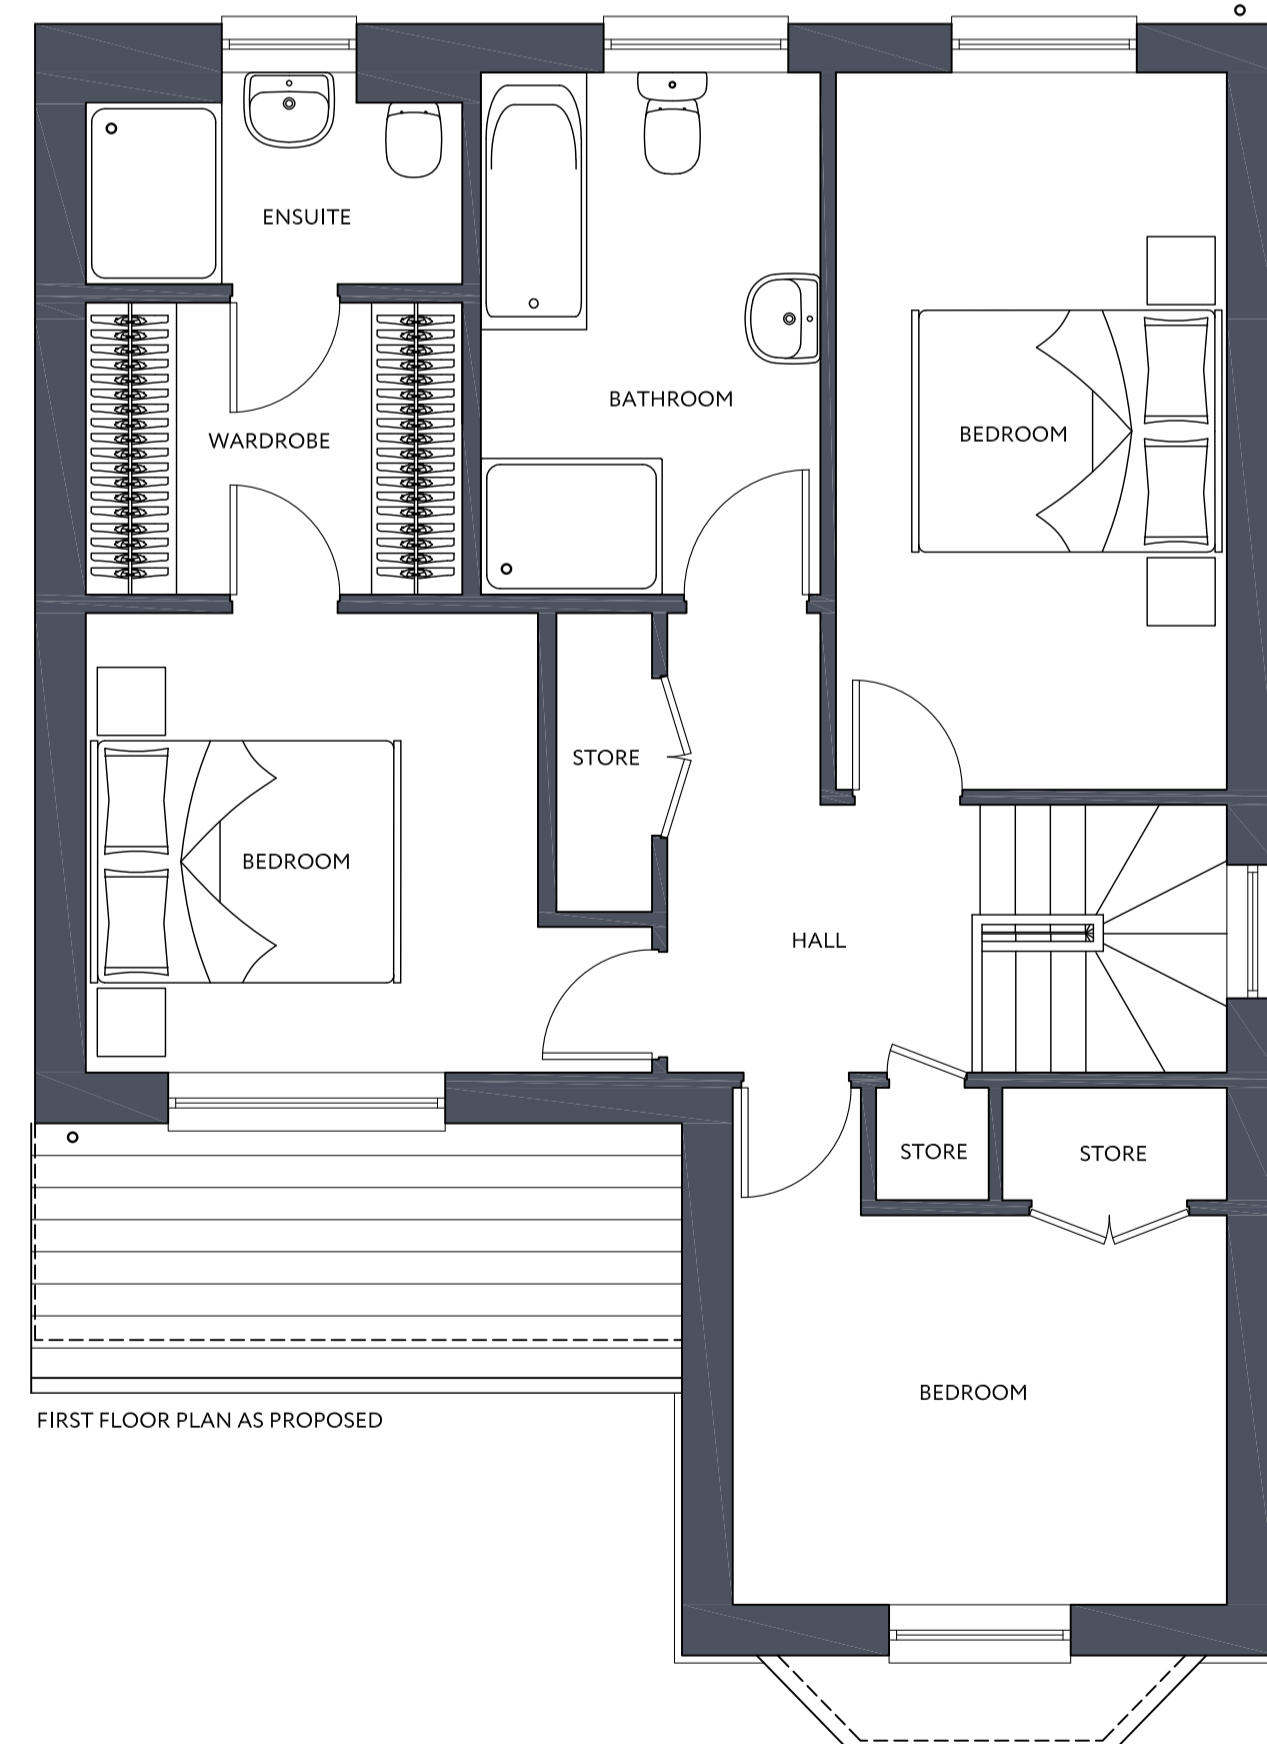 ENSUITE
BATHROOM
WARDROBE
BEDROOM
STORE
BEDROOM
HALL
STORE
STORE
BEDROOM
FIRST FLOOR PLAN AS PROPOSED